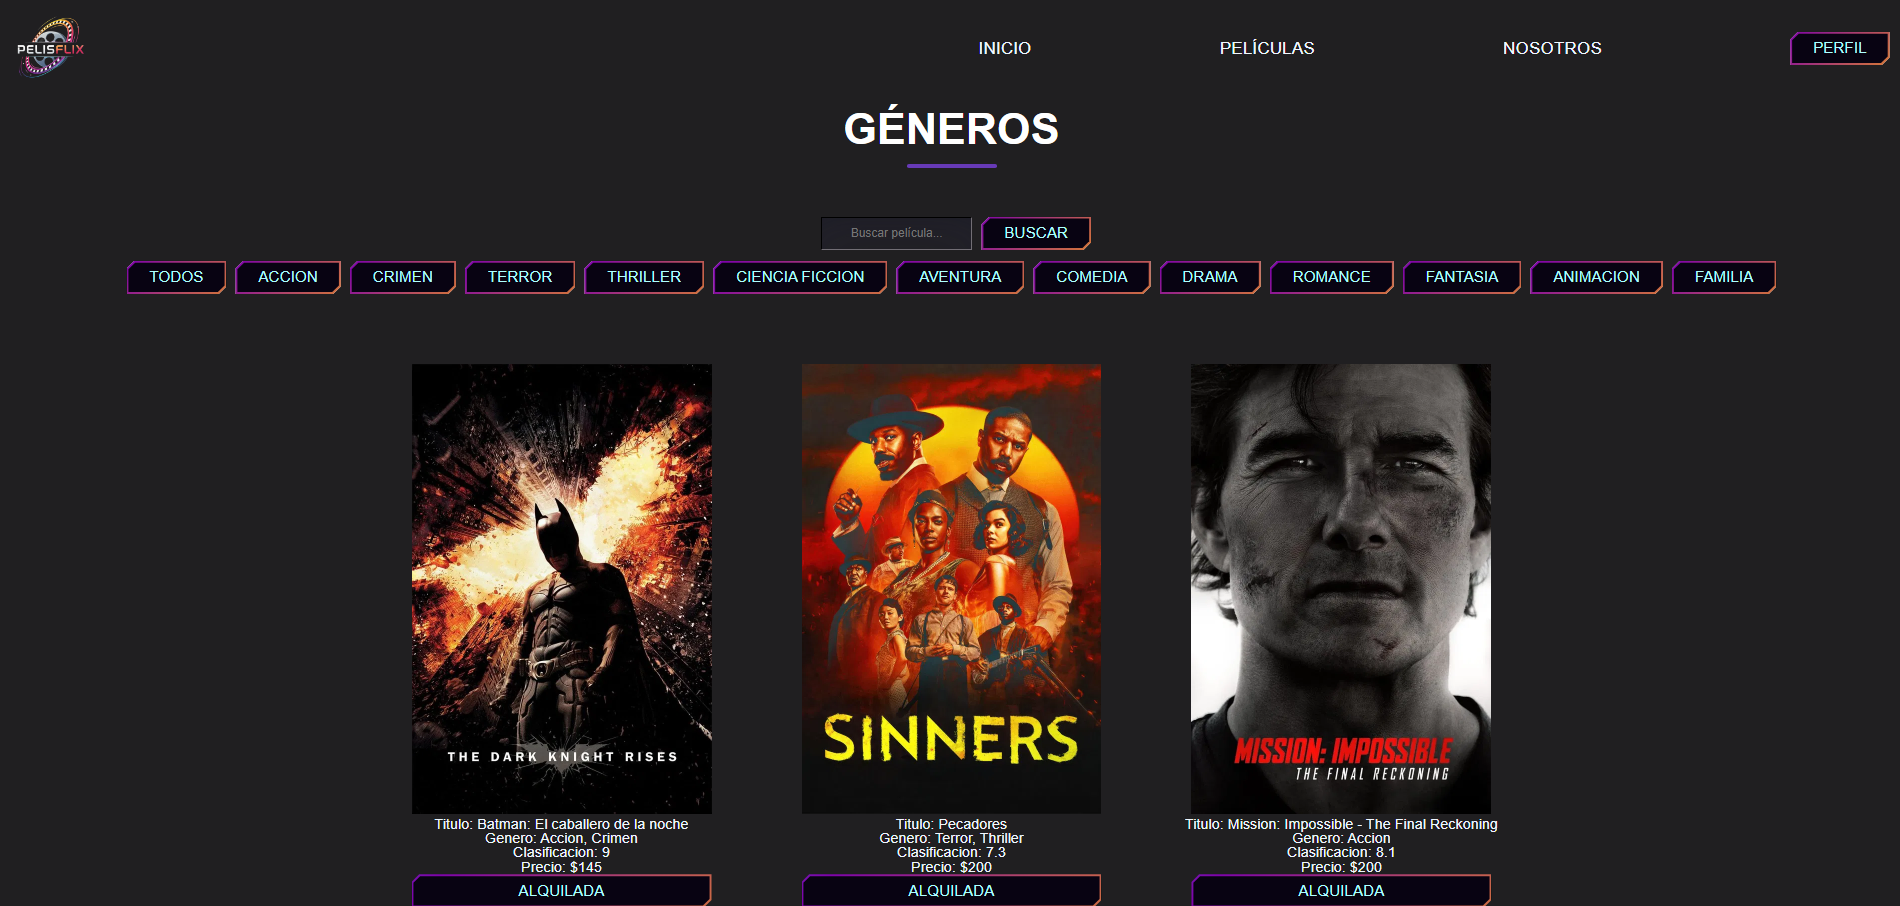 PELISFLIX
INICIO
PELÍCULAS
NOSOTROS
PERFIL
GÉNEROS
Buscar película...
BUSCAR
TODOS
ACCION
CRIMEN
TERROR
THRILLER
CIENCIA FICCION
AVENTURA
COMEDIA
DRAMA
ROMANCE
FANTASIA
ANIMACION
FAMILIA
THE DARK KNIGHT RISES
Titulo: Batman: El caballero de la noche
Genero: Accion, Crimen
Clasificacion: 9
Precio: $145
ALQUILADA
SINNERS
Titulo: Pecadores
Genero: Terror, Thriller
Clasificacion: 7.3
Precio: $200
ALQUILADA
MISSION: IMPOSSIBLE
THE FINAL RECKONING
Titulo: Mission: Impossible - The Final Reckoning
Genero: Accion
Clasificacion: 8.1
Precio: $200
ALQUILADA